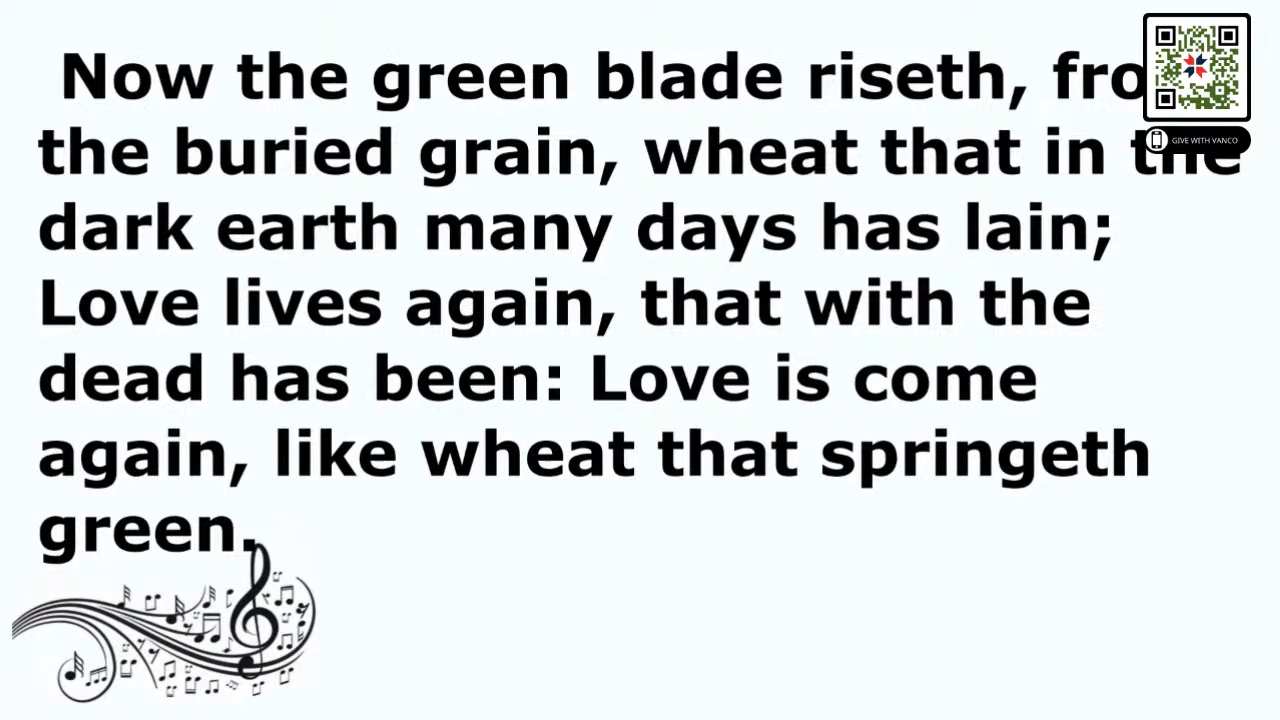 Now the green blade riseth, fro
the buried grain, wheat that in the
dark earth many days has lain;
Love lives again, that with the
dead has been: Love is come
again, like wheat that springeth
green.
GIVE WITH VANCO